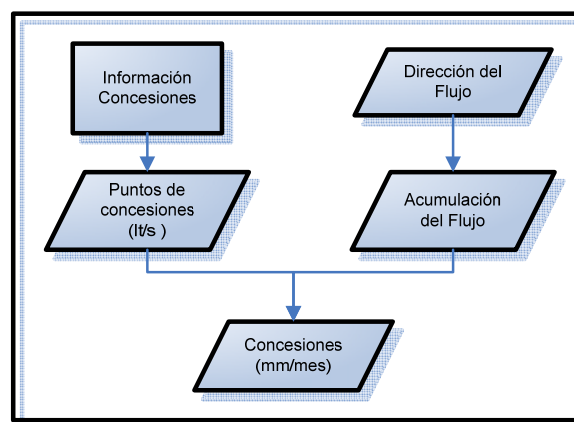 Información
Concesiones
Dirección del
Flujo
Puntos de
concesiones
(lt/s )
Acumulación
del Flujo
Concesiones
(mm/mes)